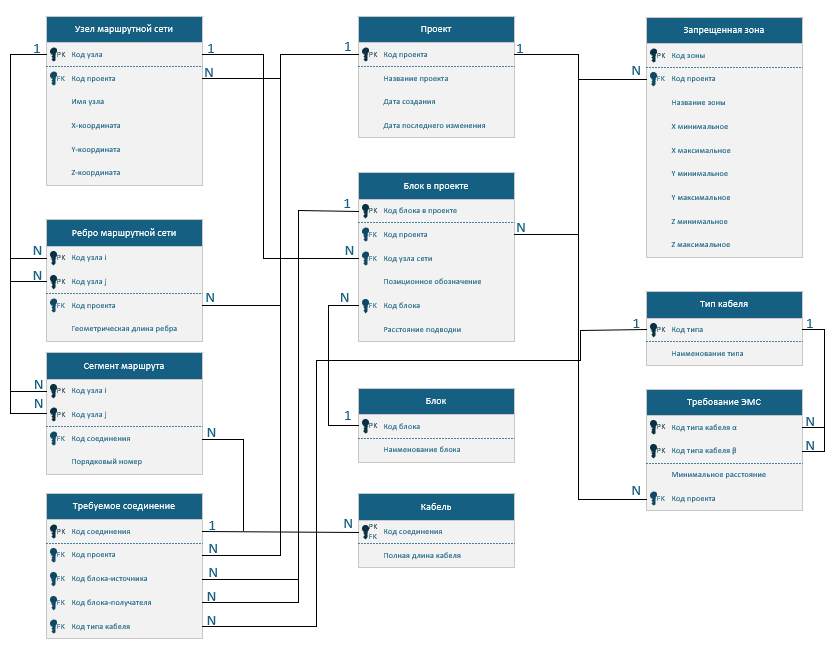 Узел маршрутной сети
1
PK Код узла
1
FK Код проекта
N
Имя узла
X-координата
Y-координата
Z-координата
Ребро маршрутной сети
N
PK Код узла i
N
PK Код узла j
FK Код проекта
N
Геометрическая длина ребра
Сегмент маршрута
N
PK Код узла i
N
PK Код узла j
FK Код соединения
N
Порядковый номер
Требуемое соединение
PK Код соединения
1
FK Код проекта
N
FK Код блока-источника
N
FK Код блока-получателя
N
FK Код типа кабеля
N
Проект
1
PK Код проекта
1
Название проекта
Дата создания
Дата последнего изменения
Блок в проекте
1
PK Код блока в проекте
FK Код проекта
N
N
FK Код узла сети
Позиционное обозначение
N
FK Код блока
Расстояние подводки
Блок
1
PK Код блока
Наименование блока
Кабель
N
PK
FK
Код соединения
Полная длина кабеля
Запрещенная зона
PK Код зоны
N
FK Код проекта
Название зоны
X минимальное
X максимальное
Y минимальное
Y максимальное
Z минимальное
Z максимальное
Тип кабеля
1
PK Код типа
1
Наименование типа
Требование ЭМС
PK Код типа кабеля α
N
PK Код типа кабеля β
N
Минимальное расстояние
N
FK Код проекта